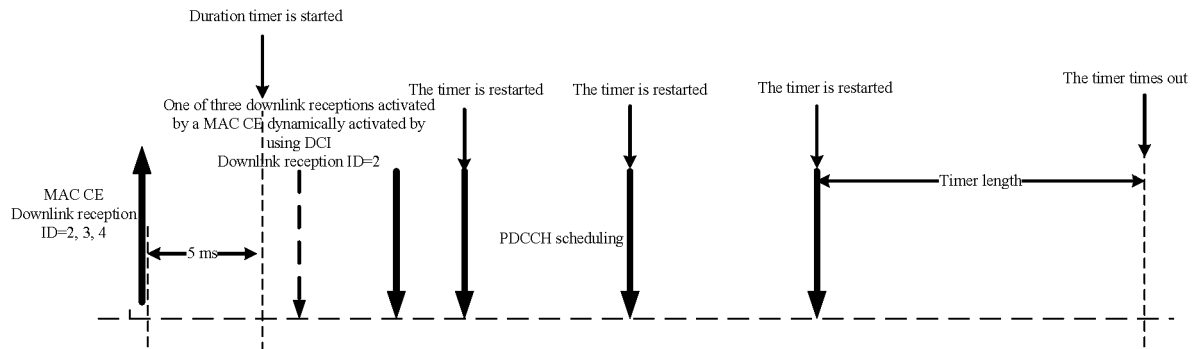 Duration timer is started
The timer is restarted
The timer is restarted
The timer is restarted
The timer times out
One of three downlink receptions activated
by a MAC CE dynamically activated by
using DCI
Downlink reception ID=2
MAC CE
Downlink reception
ID=2, 3, 4
5 ms
PDCCH scheduling
Timer length